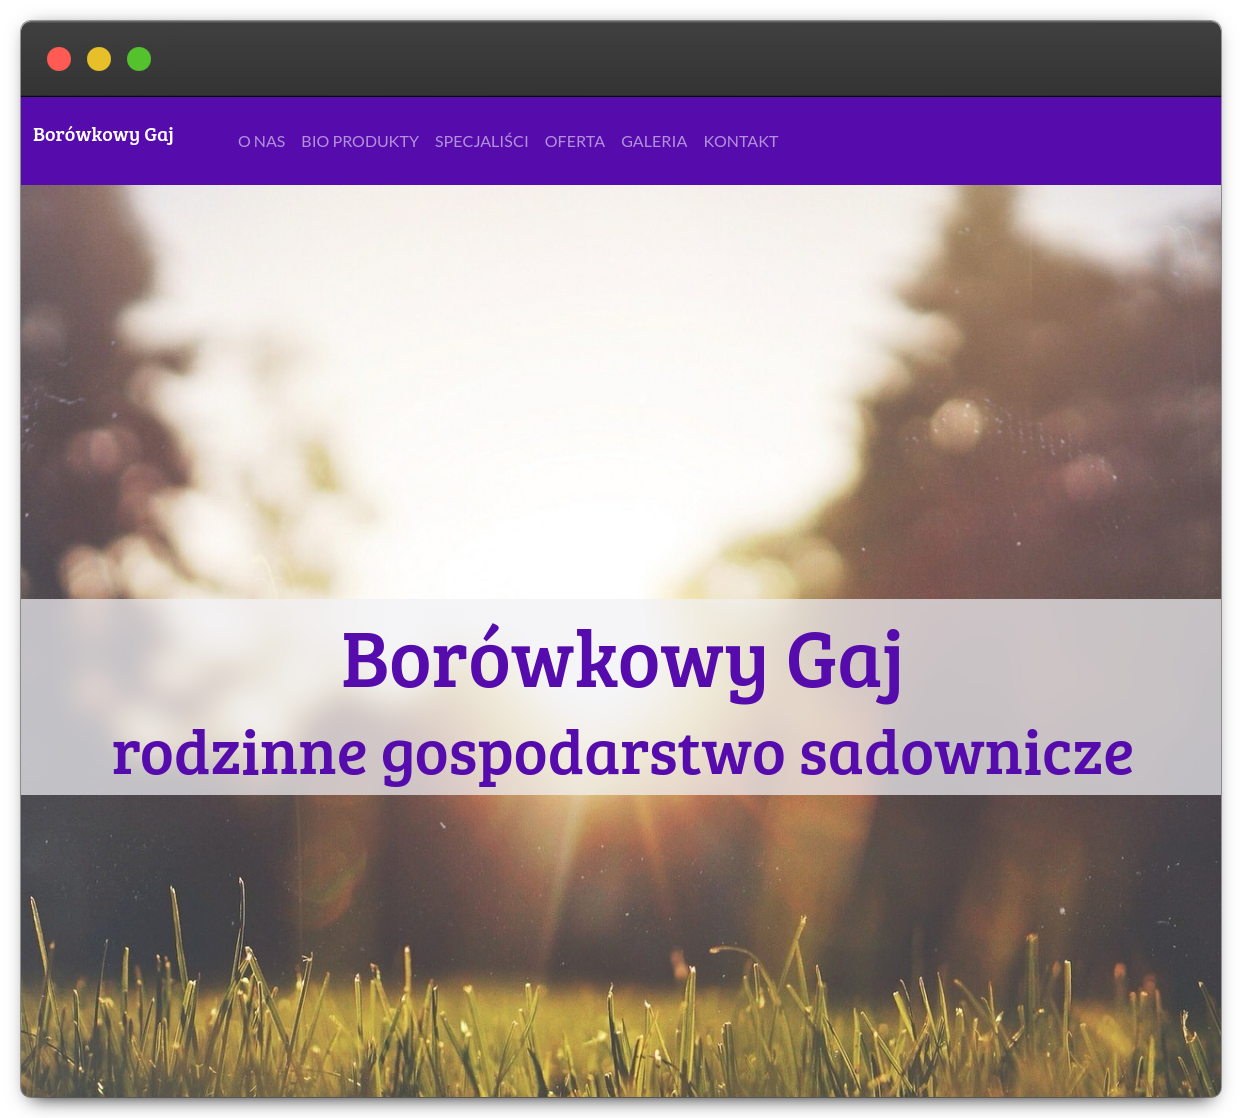 Borówkowy Gaj
O NAS BIO PRODUKTY SPECJALIŚCI OFERTA GALERIA KONTAKT
Borówkowy Gaj
rodzinne gospodarstwo sadownicze